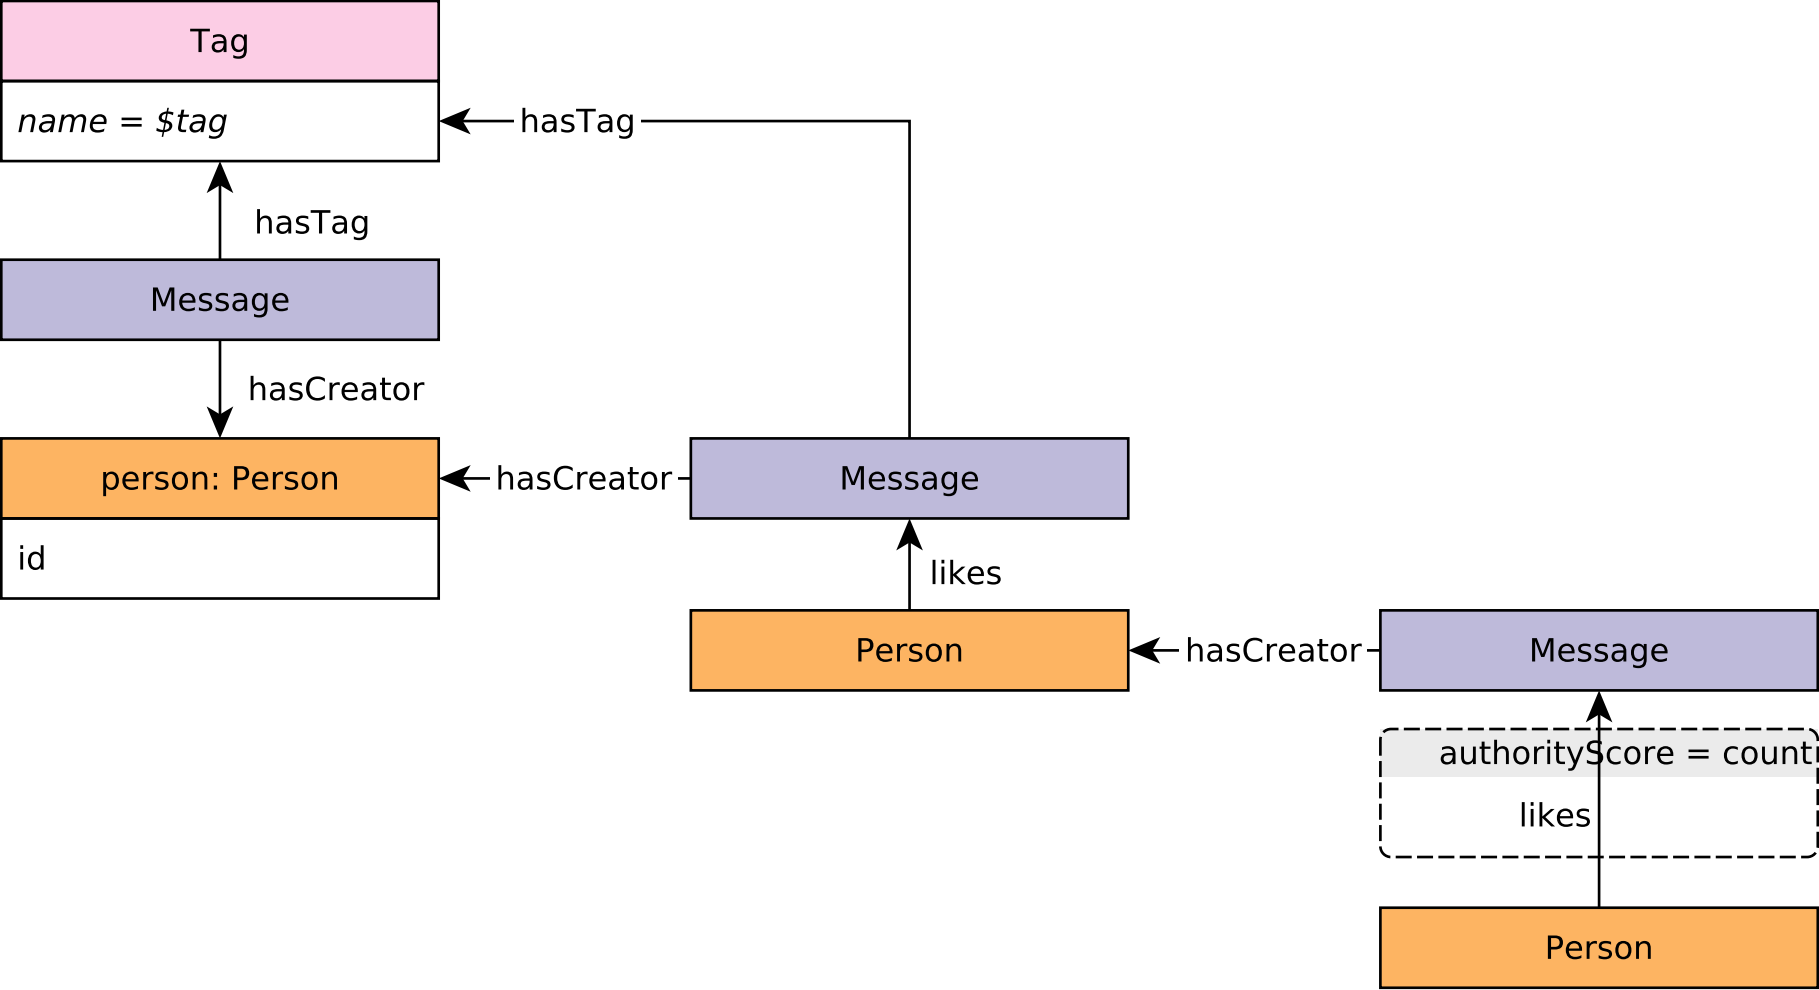 Tag
name = $tag
hasTag
hasTag
Message
hasCreator
person: Person
id
hasCreator
Message
likes
Person
hasCreator
Message
authorityScore = count
likes
Person